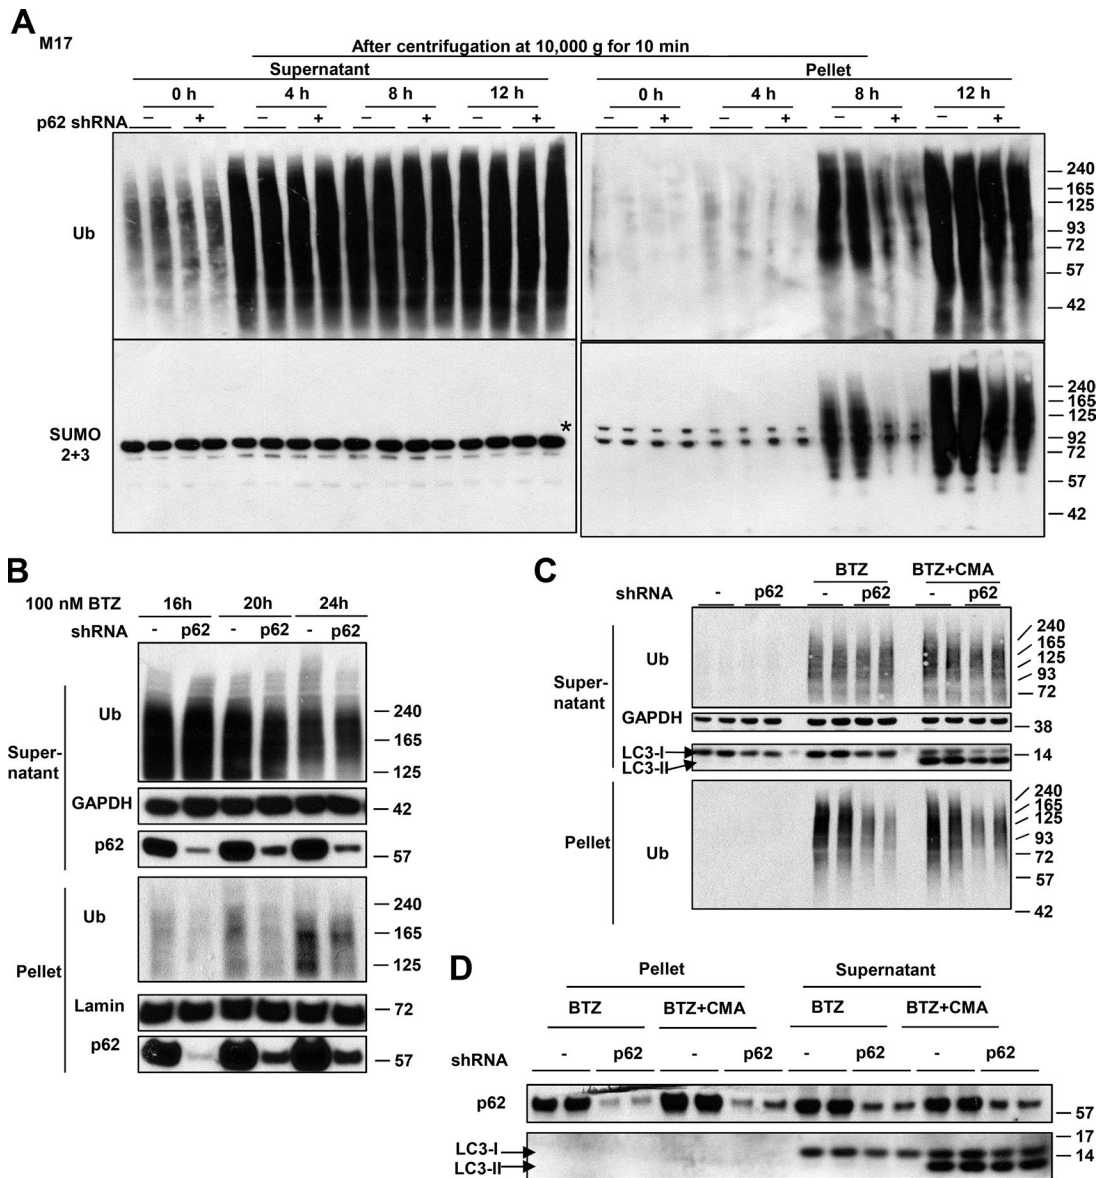 A
M17
After centrifugation at 10,000 g for 10 min
Supernatant Pellet
0 h 4 h 8 h 12 h 0 h 4 h 8 h 12 h
p62 shRNA – + – + – + – + – + – + – + – +
Ub
240
165
125
93
72
57
42
SUMO
2+3
*
240
165
125
92
72
57
42
B
100 nM BTZ 16h 20h 24h
shRNA - p62 - p62 - p62
Super-
natant
Ub
240
165
125
GAPDH
42
p62
57
Pellet
Ub
240
165
125
Lamin
72
p62
57
C
BTZ BTZ+CMA
shRNA - p62 - p62 - p62
Super-
natant
Ub
240
165
125
93
72
GAPDH
38
LC3-I
LC3-II
14
Pellet
Ub
240
165
125
93
72
57
42
D
Pellet Supernatant
BTZ BTZ+CMA BTZ BTZ+CMA
shRNA - p62 - p62 - p62 - p62
p62
57
17
LC3-I
14
LC3-II